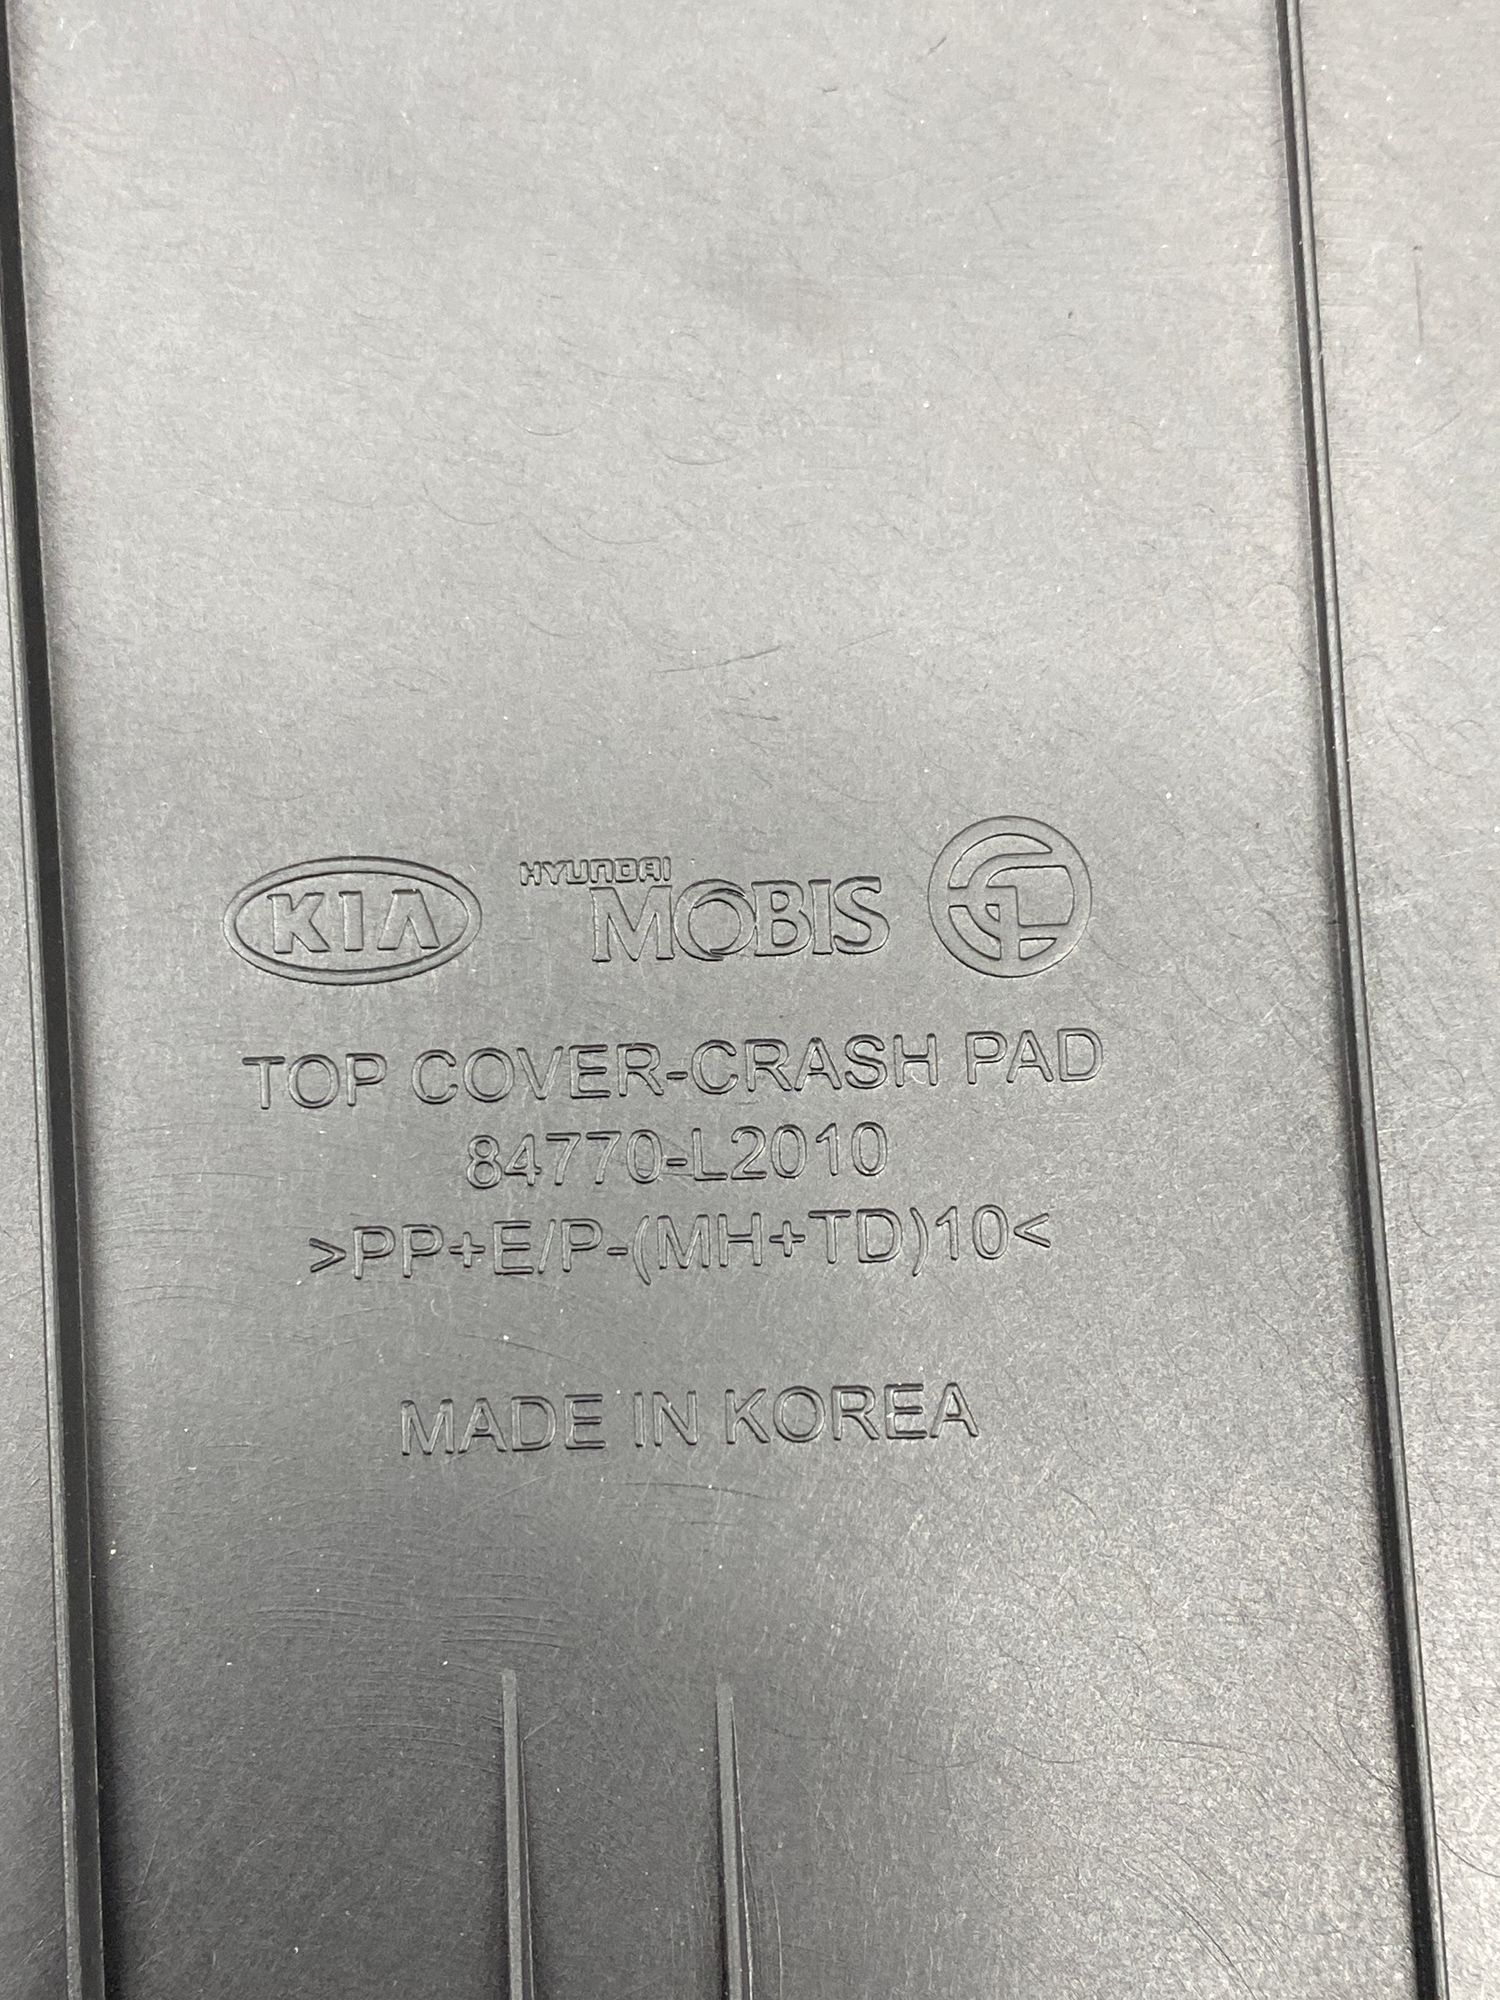 KIA HYUNDAI MOBIS
TOP COVER-CRASH PAD
84770-L2010
>PP+E/P-(MH+TD)10<
MADE IN KOREA